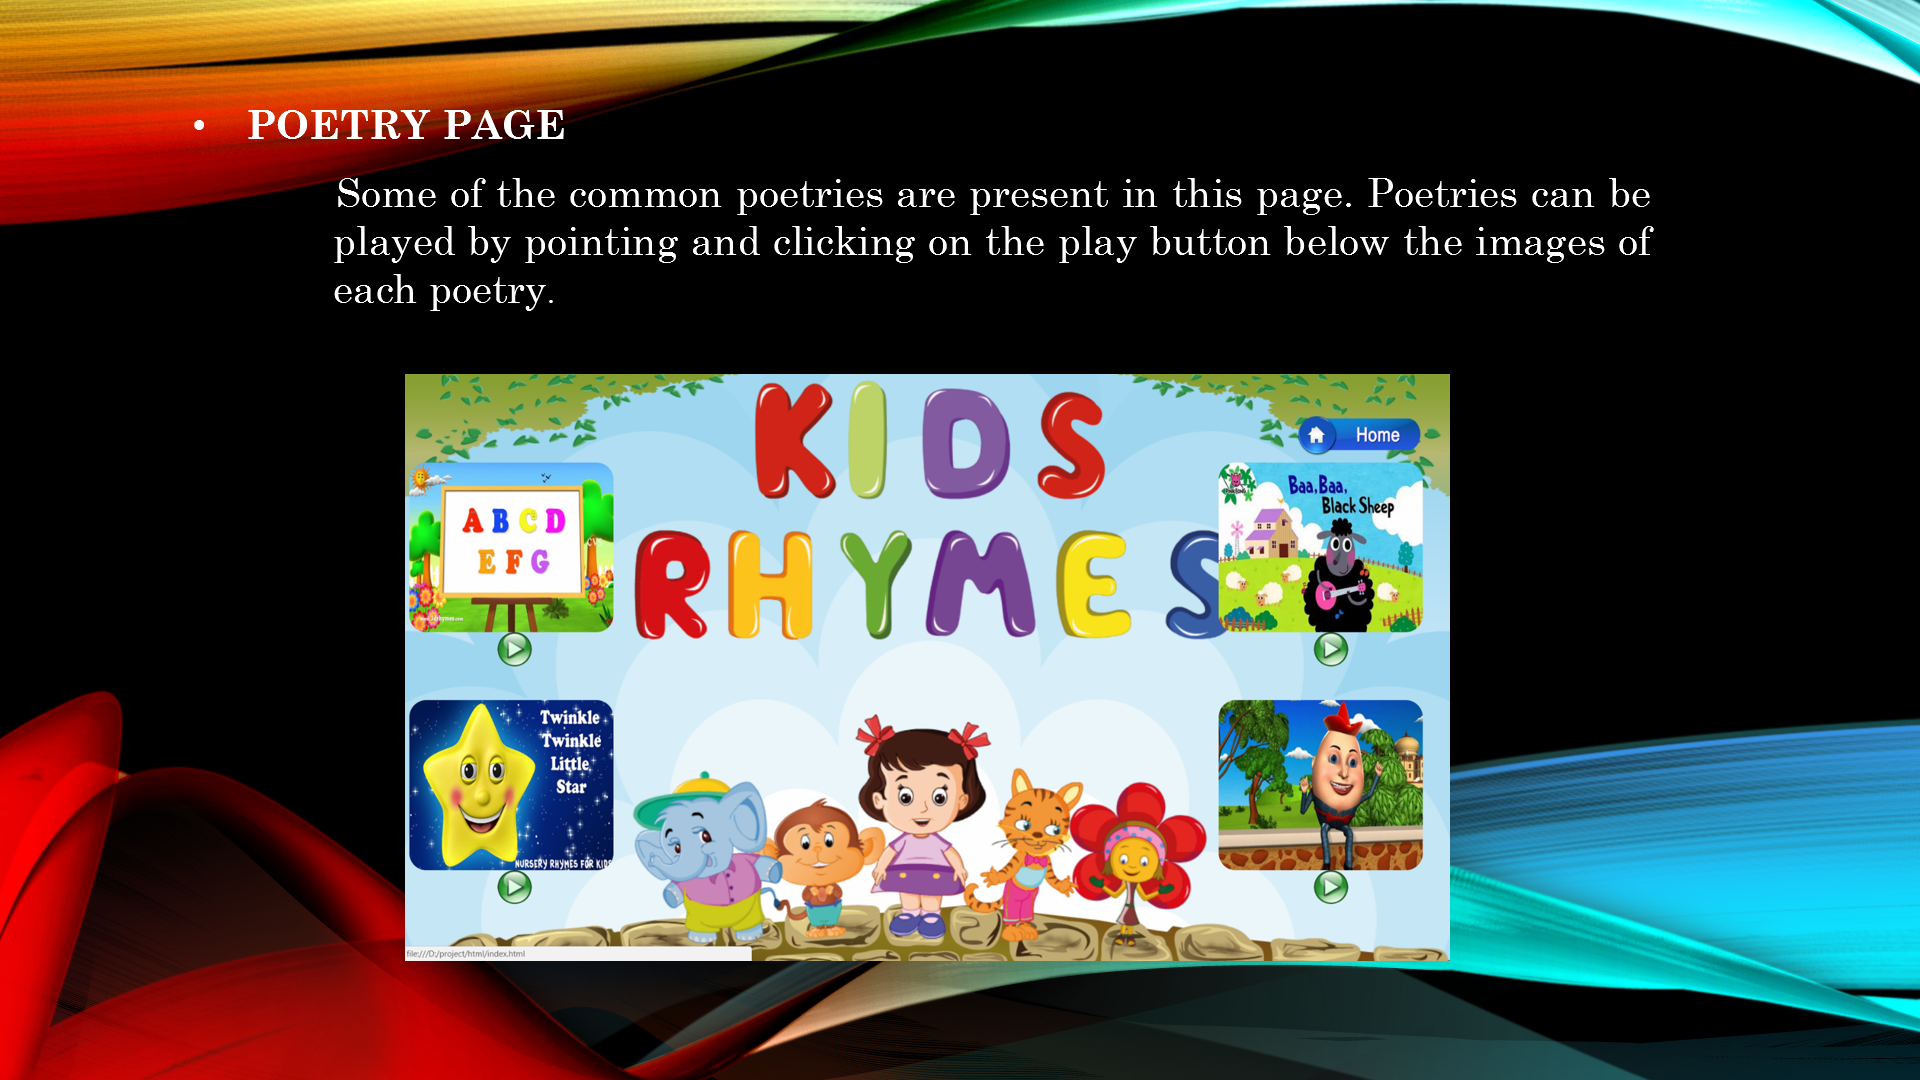 • POETRY PAGE
Some of the common poetries are present in this page. Poetries can be
played by pointing and clicking on the play button below the images of
each poetry.
KIDS
Home
RHYMES
A B C D
E F G
Baa, Baa,
Black Sheep
Twinkle
Twinkle
Little
Star
NURSERY RHYMES FOR KIDS
file:///D:/project/html/index.html